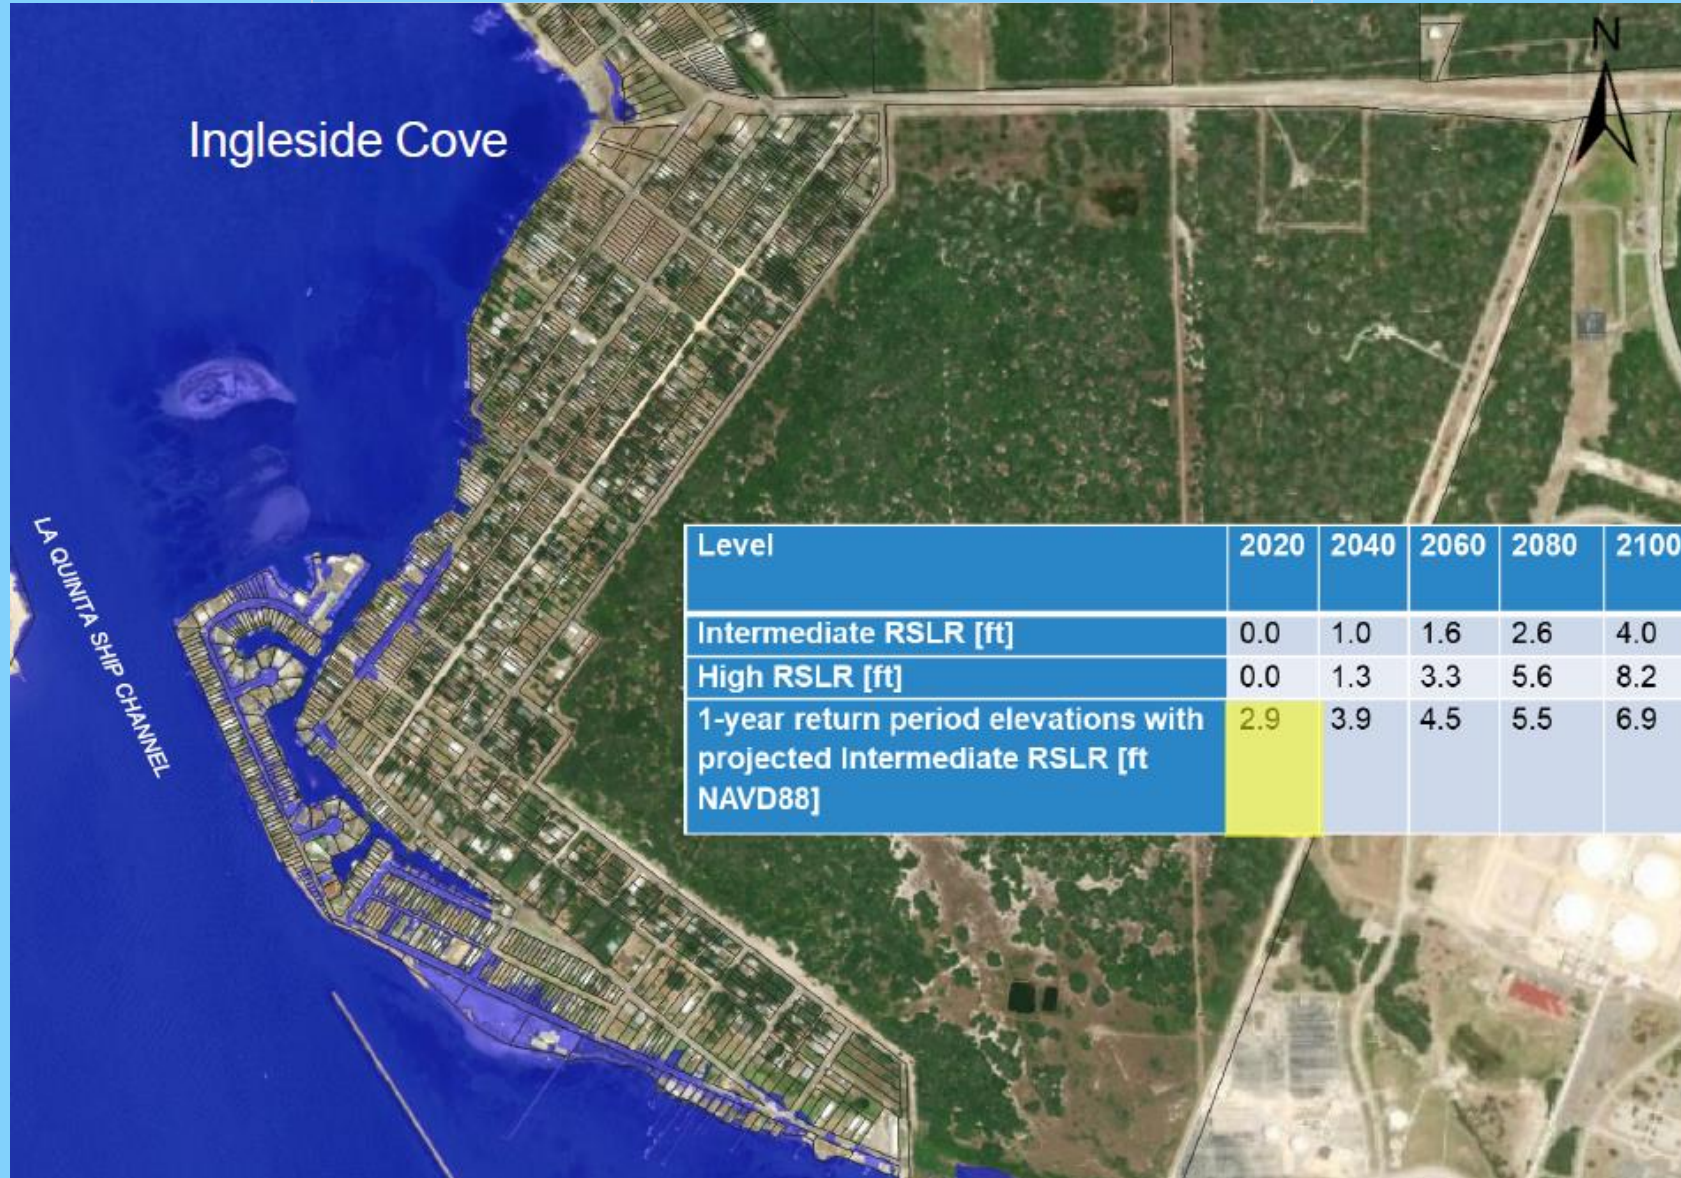 N
Ingleside Cove
LA QUINITA SHIP CHANNEL
Level 2020 2040 2060 2080 2100
Intermediate RSLR [ft] 0.0 1.0 1.6 2.6 4.0
High RSLR [ft] 0.0 1.3 3.3 5.6 8.2
1-year return period elevations with 2.9 3.9 4.5 5.5 6.9
projected Intermediate RSLR [ft
NAVD88]